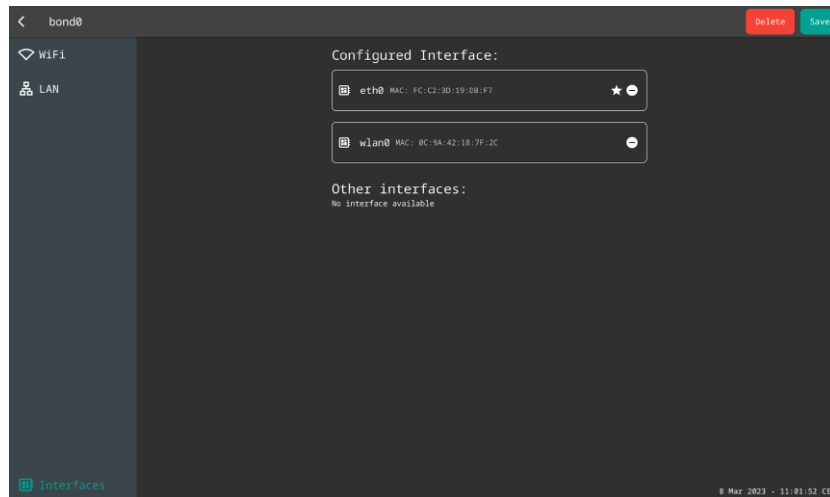 bond0
Delete
Save
WiFi
LAN
Configured Interface:
eth0 MAC: FC:C2:3D:19:D8:F7
wlan0 MAC: 0C:9A:42:18:7F:2C
Other interfaces:
No interface available
Interfaces
8 Mar 2023 - 11:01:52